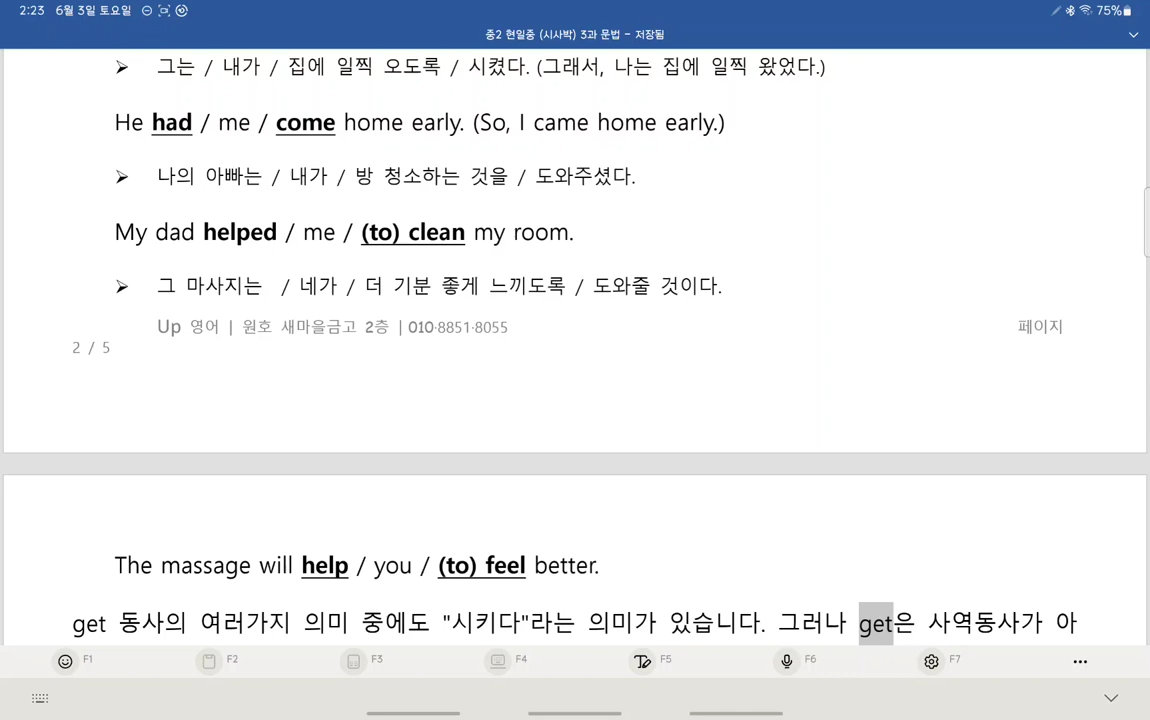 2:23 6월 3일 토요일 75%
중2 현일중 (시사박) 3과 문법 - 저장됨
➢ 그는 / 내가 / 집에 일찍 오도록 / 시켰다. (그래서, 나는 집에 일찍 왔었다.)
He had / me / come home early. (So, I came home early.)
➢ 나의 아빠는 / 내가 / 방 청소하는 것을 / 도와주셨다.
My dad helped / me / (to) clean my room.
➢ 그 마사지는 / 네가 / 더 기분 좋게 느끼도록 / 도와줄 것이다.
Up 영어 | 원호 새마을금고 2층 | 010·8851·8055 페이지
2 / 5
The massage will help / you / (to) feel better.
get 동사의 여러가지 의미 중에도 "시키다"라는 의미가 있습니다. 그러나 get은 사역동사가 아
F1 F2 F3 F4 F5 F6 F7